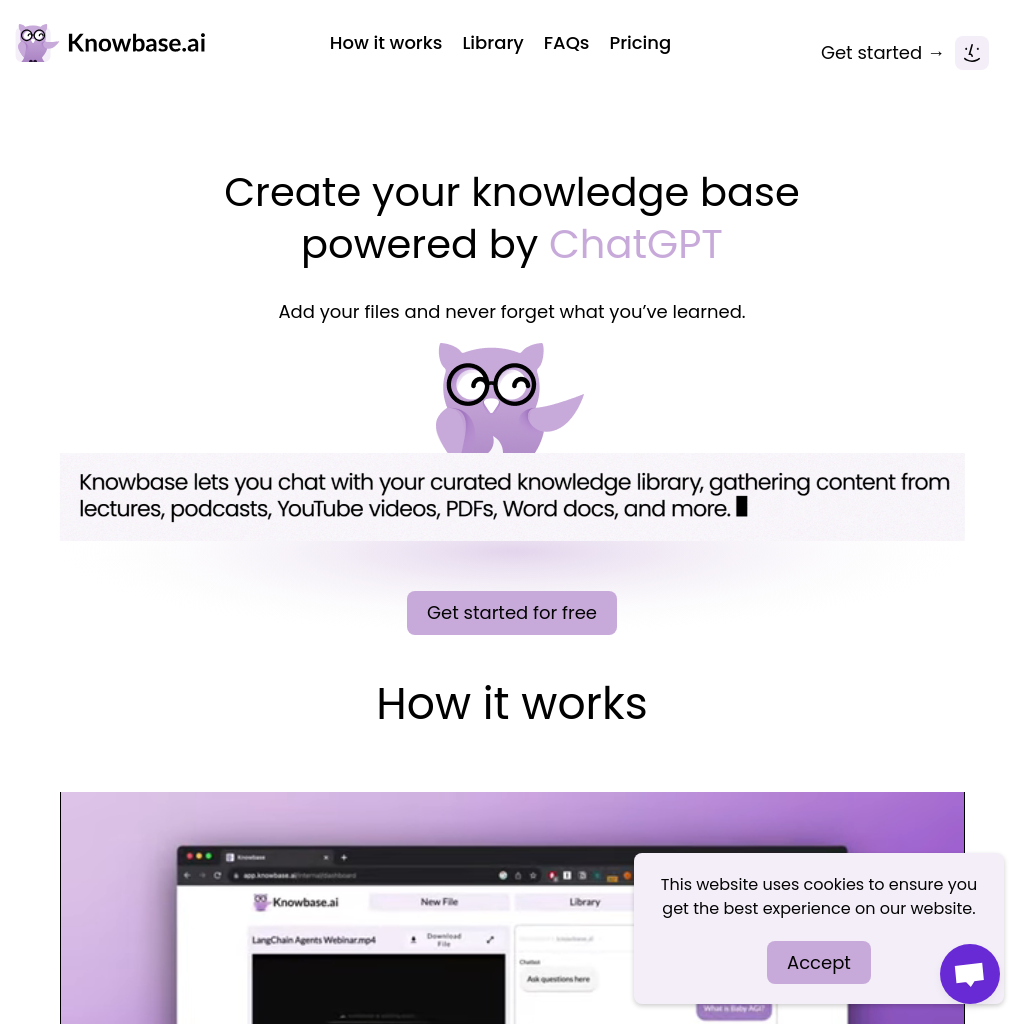 Knowbase.ai
How it works Library FAQs Pricing
Get started →
Create your knowledge base
powered by ChatGPT
Add your files and never forget what you’ve learned.
Knowbase lets you chat with your curated knowledge library, gathering content from
lectures, podcasts, YouTube videos, PDFs, Word docs, and more.
Get started for free
How it works
Knowbase
app.knowbase.ai/internal/dashboard
Knowbase.ai
New File
Library
LangChain Agents Webinar.mp4
Download
File
Chatbot
Ask questions here
What is Baby AGI?
This website uses cookies to ensure you
get the best experience on our website.
Accept